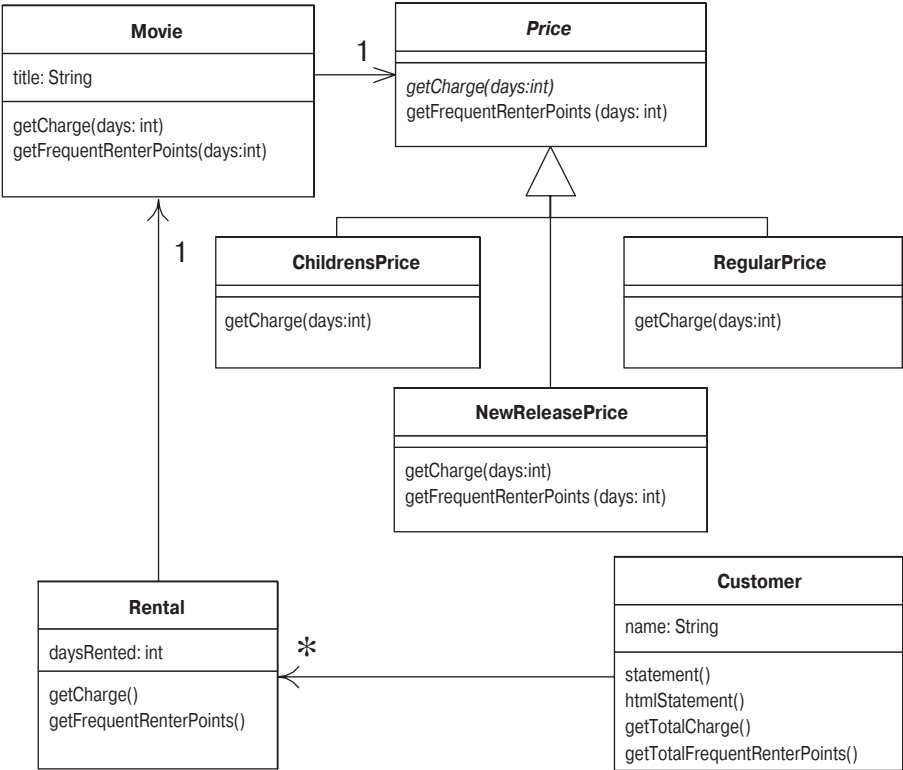 Movie
title: String
getCharge(days: int)
getFrequentRenterPoints(days:int)
1
Price
getCharge(days:int)
getFrequentRenterPoints (days: int)
1
ChildrensPrice
getCharge(days:int)
RegularPrice
getCharge(days:int)
NewReleasePrice
getCharge(days:int)
getFrequentRenterPoints (days: int)
Rental
daysRented: int
getCharge()
getFrequentRenterPoints()
*
Customer
name: String
statement()
htmlStatement()
getTotalCharge()
getTotalFrequentRenterPoints()